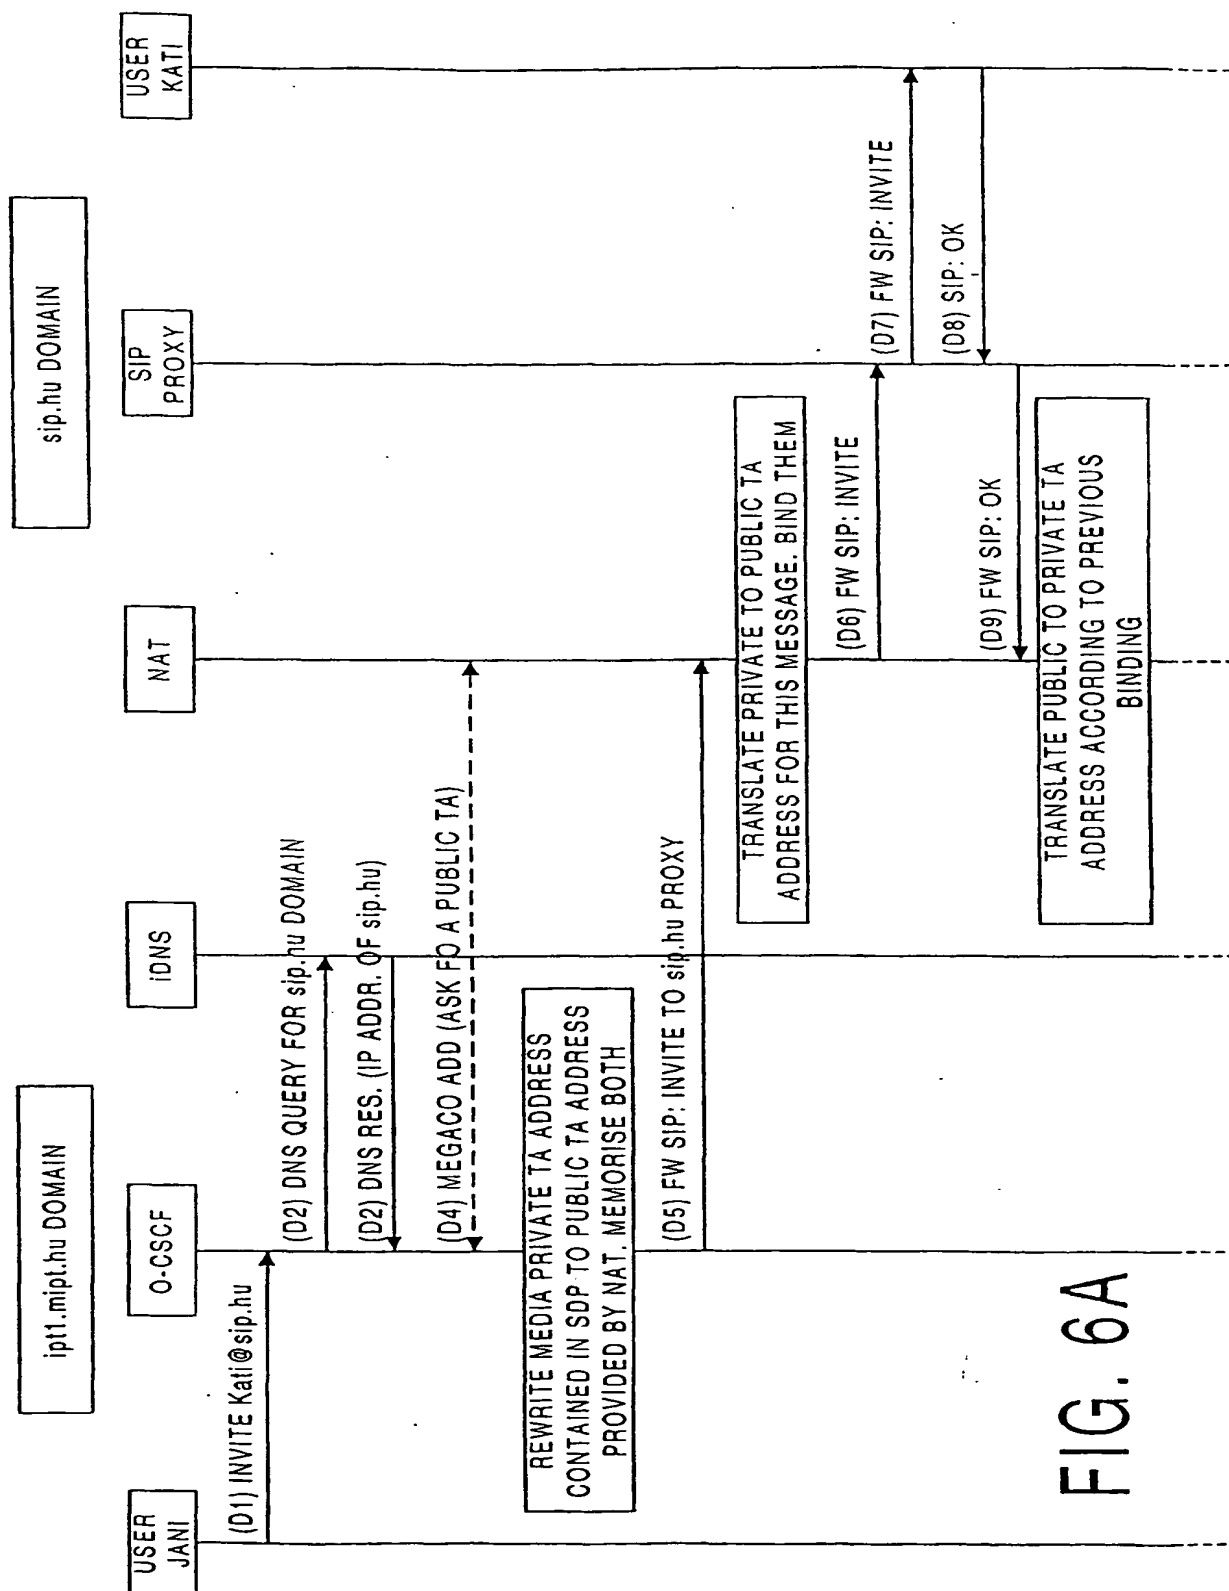 ipt1.mipt.hu DOMAIN
sip.hu DOMAIN
USER
JANI
O-CSCF
iDNS
NAT
SIP
PROXY
USER
KATI
(D1) INVITE Kati@sip.hu
(D2) DNS QUERY FOR sip.hu DOMAIN
(D2) DNS RES. (IP ADDR. OF sip.hu)
(D4) MEGACO ADD (ASK FO A PUBLIC TA)
REWRITE MEDIA PRIVATE TA ADDRESS
CONTAINED IN SDP TO PUBLIC TA ADDRESS
PROVIDED BY NAT, MEMORISE BOTH
(D5) FW SIP: INVITE TO sip.hu PROXY
TRANSLATE PRIVATE TO PUBLIC TA
ADDRESS FOR THIS MESSAGE. BIND THEM
(D6) FW SIP: INVITE
(D7) FW SIP: INVITE
(D8) SIP: OK
(D9) FW SIP: OK
TRANSLATE PUBLIC TO PRIVATE TA
ADDRESS ACCORDING TO PREVIOUS
BINDING
FIG. 6A